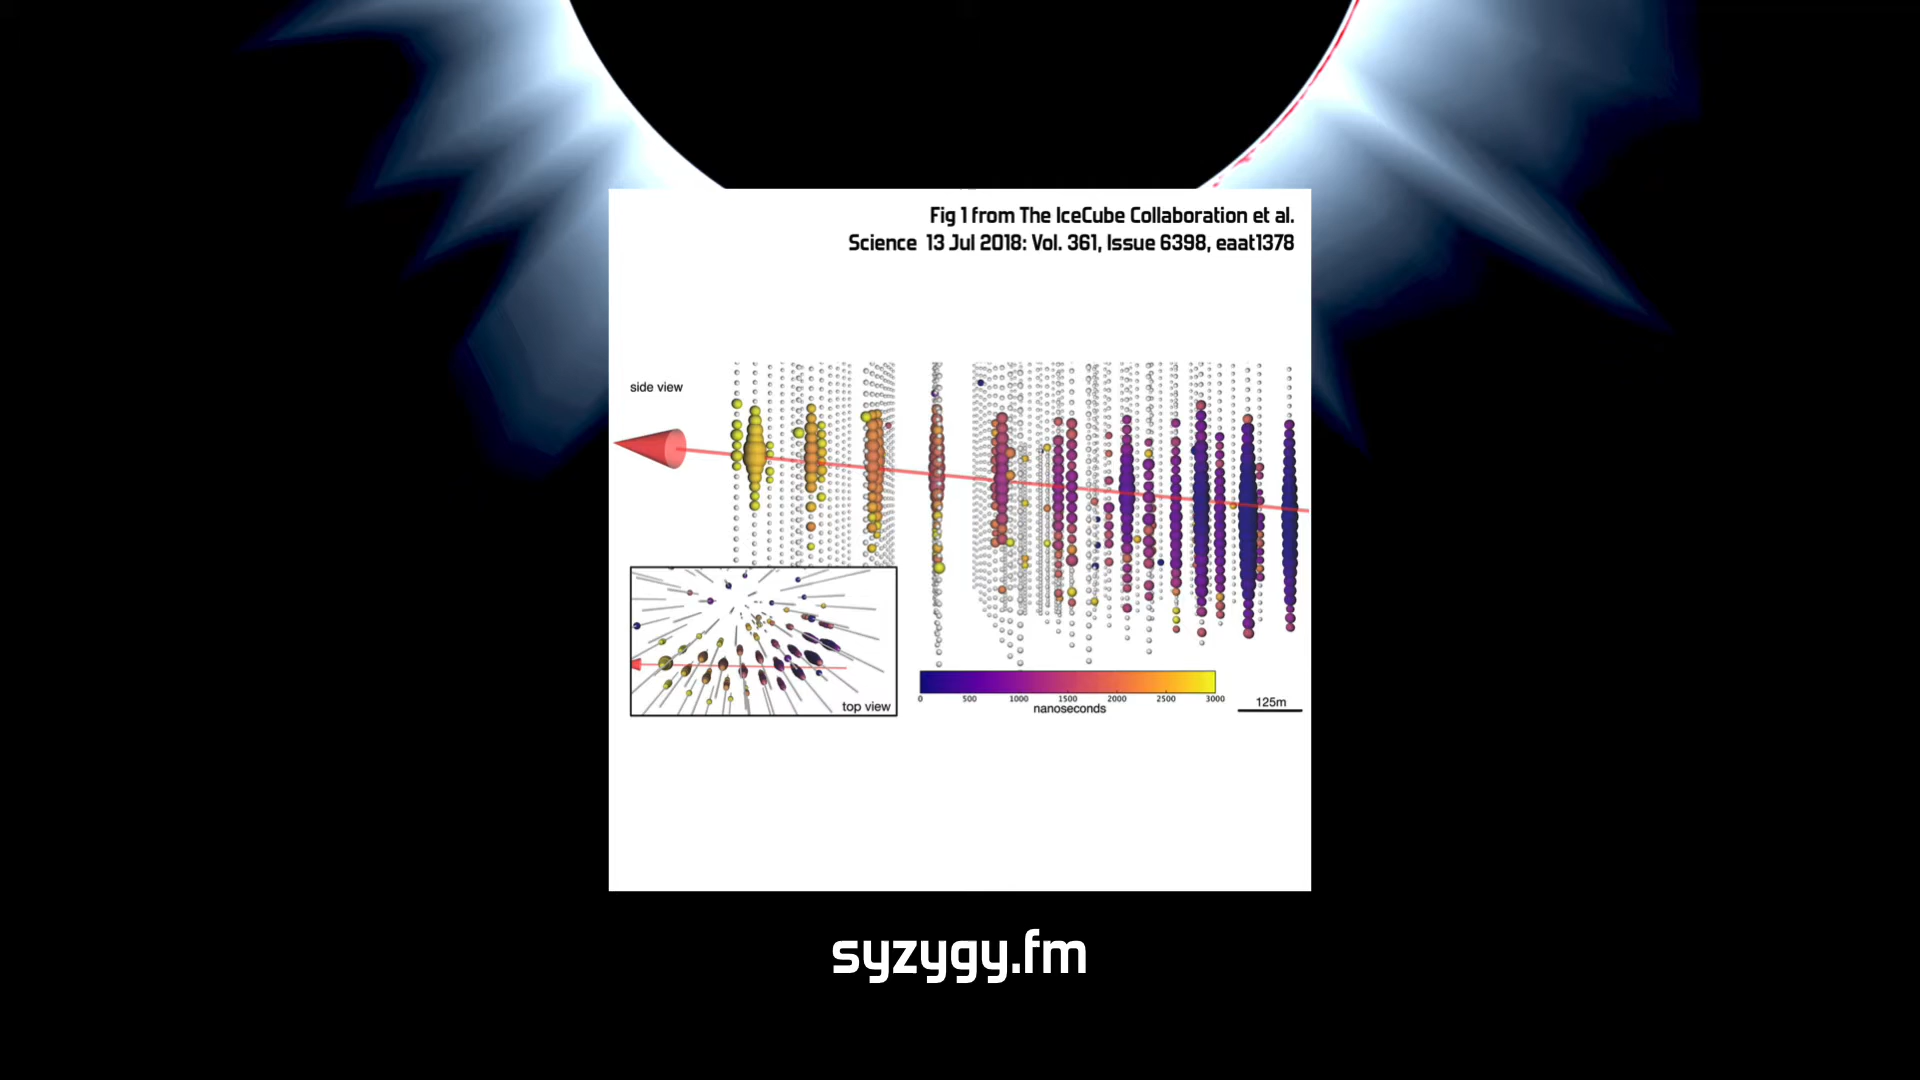 Fig 1 from The IceCube Collaboration et al.
Science 13 Jul 2018: Vol. 361, Issue 6398, eaat1378
side view
top view
0 500 1000 1500 2000 2500 3000
nanoseconds
125m
syzygy.fm